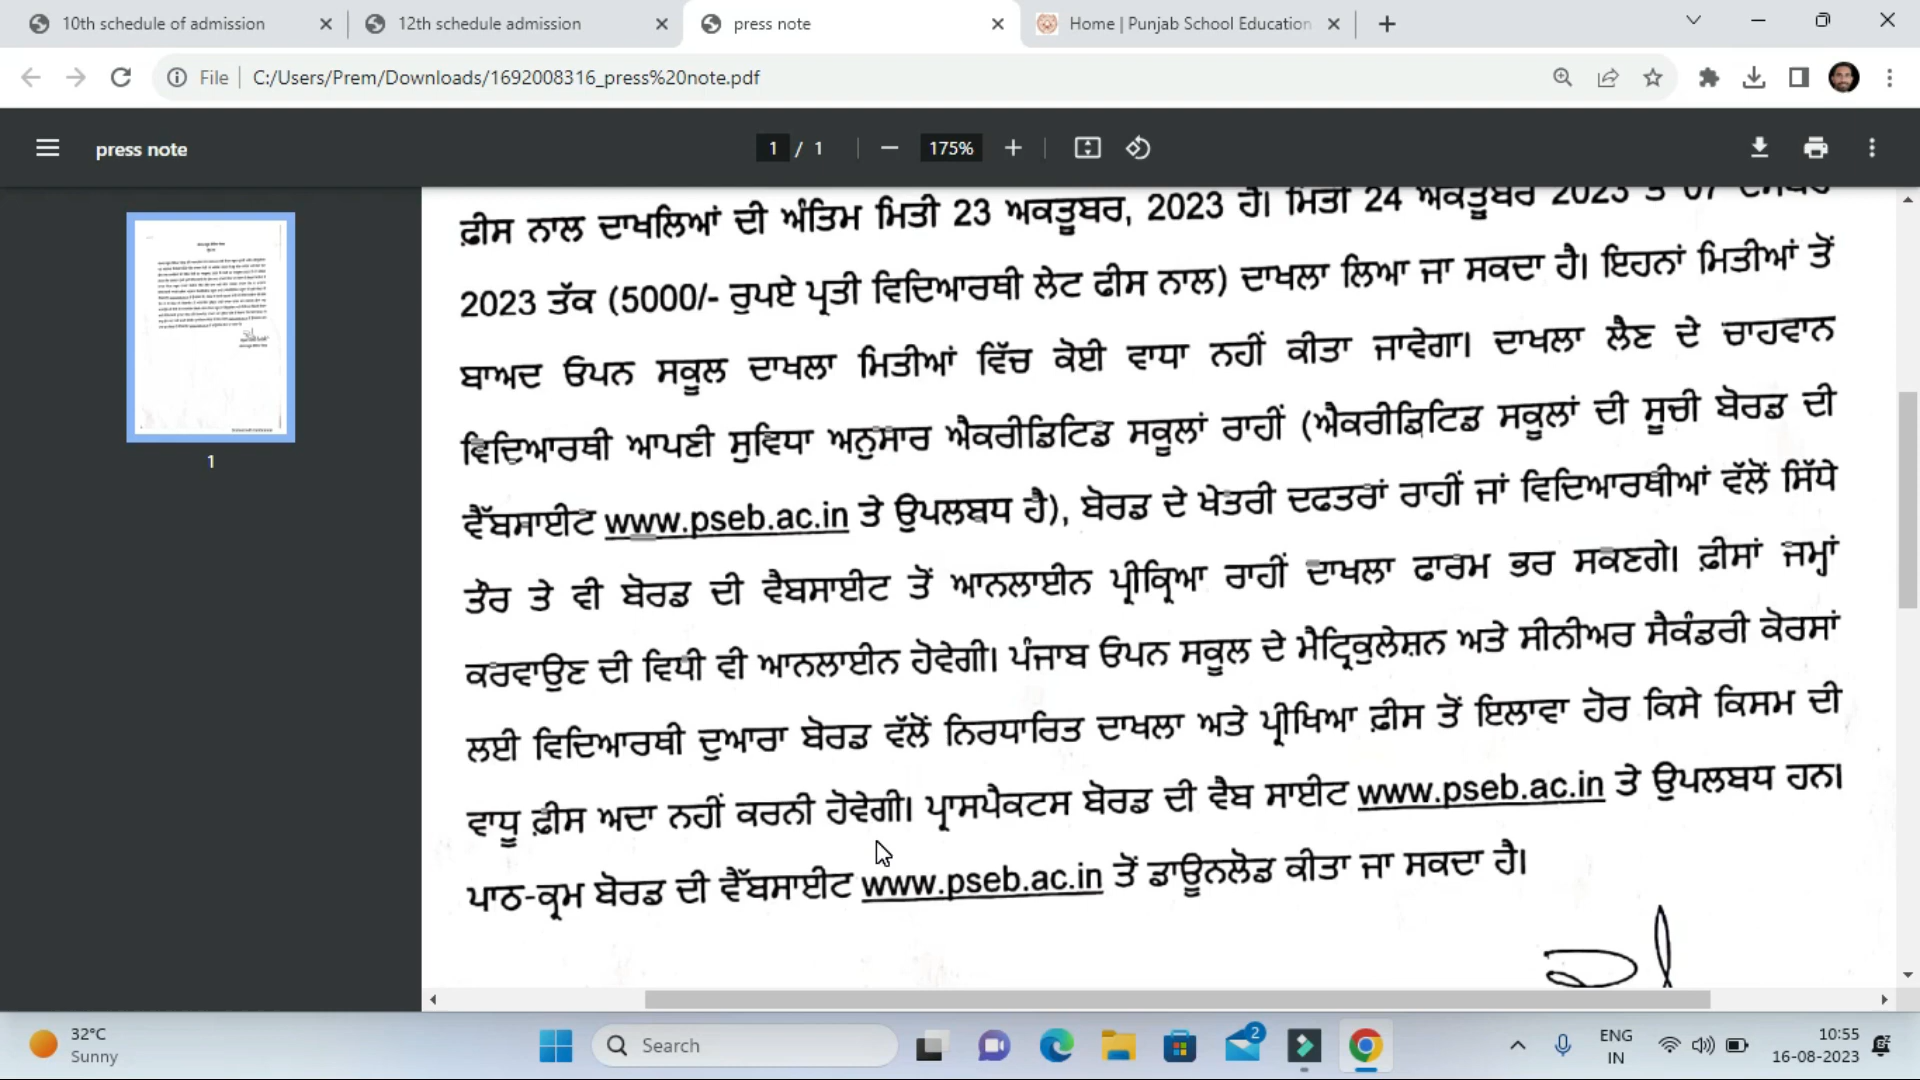 10th schedule of admission
12th schedule admission
press note
Home | Punjab School Education
File
C:/Users/Prem/Downloads/1692008316_press%20note.pdf
press note
1 / 1
175%
1
ਫ਼ੀਸ ਨਾਲ ਦਾਖਲਿਆਂ ਦੀ ਅੰਤਿਮ ਮਿਤੀ 23 ਅਕਤੂਬਰ, 2023 ਹੈ। ਮਿਤੀ 24 ਅਕਤੂਬਰ 2023 ਤੋਂ 07
2023 ਤੱਕ (5000/- ਰੁਪਏ ਪ੍ਰਤੀ ਵਿਦਿਆਰਥੀ ਲੇਟ ਫੀਸ ਨਾਲ) ਦਾਖਲਾ ਲਿਆ ਜਾ ਸਕਦਾ ਹੈ। ਇਹਨਾਂ ਮਿਤੀਆਂ ਤੋਂ
ਬਾਅਦ ਓਪਨ ਸਕੂਲ ਦਾਖਲਾ ਮਿਤੀਆਂ ਵਿੱਚ ਕੋਈ ਵਾਧਾ ਨਹੀਂ ਕੀਤਾ ਜਾਵੇਗਾ। ਦਾਖਲਾ ਲੈਣ ਦੇ ਚਾਹਵਾਨ
ਵਿਦਿਆਰਥੀ ਆਪਣੀ ਸੁਵਿਧਾ ਅਨੁਸਾਰ ਐਕਰੀਡਿਟਿਡ ਸਕੂਲਾਂ ਰਾਹੀਂ (ਐਕਰੀਡਿਟਿਡ ਸਕੂਲਾਂ ਦੀ ਸੂਚੀ ਬੋਰਡ ਦੀ
ਵੈੱਬਸਾਈਟ www.pseb.ac.in ਤੇ ਉਪਲਬਧ ਹੈ), ਬੋਰਡ ਦੇ ਖੇਤਰੀ ਦਫਤਰਾਂ ਰਾਹੀਂ ਜਾਂ ਵਿਦਿਆਰਥੀਆਂ ਵੱਲੋਂ ਸਿੱਧੇ
ਤੌਰ ਤੇ ਵੀ ਬੋਰਡ ਦੀ ਵੈਬਸਾਈਟ ਤੋਂ ਆਨਲਾਈਨ ਪ੍ਰੀਕ੍ਰਿਆ ਰਾਹੀਂ ਦਾਖਲਾ ਫਾਰਮ ਭਰ ਸਕਣਗੇ। ਫ਼ੀਸਾਂ ਜਮ੍ਹਾਂ
ਕਰਵਾਉਣ ਦੀ ਵਿਧੀ ਵੀ ਆਨਲਾਈਨ ਹੋਵੇਗੀ। ਪੰਜਾਬ ਓਪਨ ਸਕੂਲ ਦੇ ਮੈਟ੍ਰਿਕੁਲੇਸ਼ਨ ਅਤੇ ਸੀਨੀਅਰ ਸੈਕੰਡਰੀ ਕੋਰਸਾਂ
ਲਈ ਵਿਦਿਆਰਥੀ ਦੁਆਰਾ ਬੋਰਡ ਵੱਲੋਂ ਨਿਰਧਾਰਿਤ ਦਾਖਲਾ ਅਤੇ ਪ੍ਰੀਖਿਆ ਫ਼ੀਸ ਤੋਂ ਇਲਾਵਾ ਹੋਰ ਕਿਸੇ ਕਿਸਮ ਦੀ
ਵਾਧੂ ਫ਼ੀਸ ਅਦਾ ਨਹੀਂ ਕਰਨੀ ਹੋਵੇਗੀ। ਪ੍ਰਾਸਪੈਕਟਸ ਬੋਰਡ ਦੀ ਵੈਬ ਸਾਈਟ www.pseb.ac.in ਤੇ ਉਪਲਬਧ ਹਨ।
ਪਾਠ-ਕ੍ਰਮ ਬੋਰਡ ਦੀ ਵੈੱਬਸਾਈਟ www.pseb.ac.in ਤੋਂ ਡਾਊਨਲੋਡ ਕੀਤਾ ਜਾ ਸਕਦਾ ਹੈ।
32°C
Sunny
Search
2
ENG
IN
10:55
16-08-2023